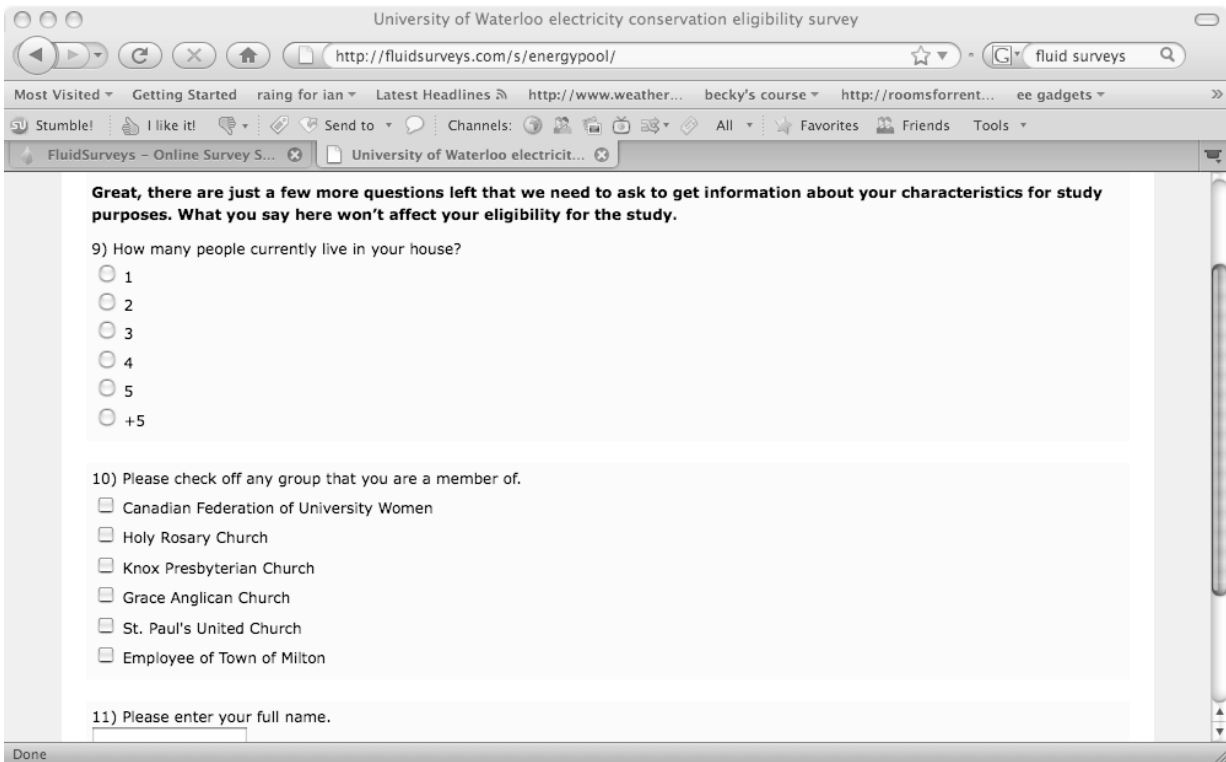 University of Waterloo electricity conservation eligibility survey
http://fluidsurveys.com/s/energypool/
G
fluid surveys
Most Visited Getting Started raing for ian Latest Headlines http://www.weather... becky's course http://roomsforrent... ee gadgets »
Stumble! I like it! Send to Channels: All Favorites Friends Tools
FluidSurveys – Online Survey S... University of Waterloo electricit...
Great, there are just a few more questions left that we need to ask to get information about your characteristics for study
purposes. What you say here won't affect your eligibility for the study.
9) How many people currently live in your house?
1
2
3
4
5
+5
10) Please check off any group that you are a member of.
Canadian Federation of University Women
Holy Rosary Church
Knox Presbyterian Church
Grace Anglican Church
St. Paul's United Church
Employee of Town of Milton
11) Please enter your full name.
Done